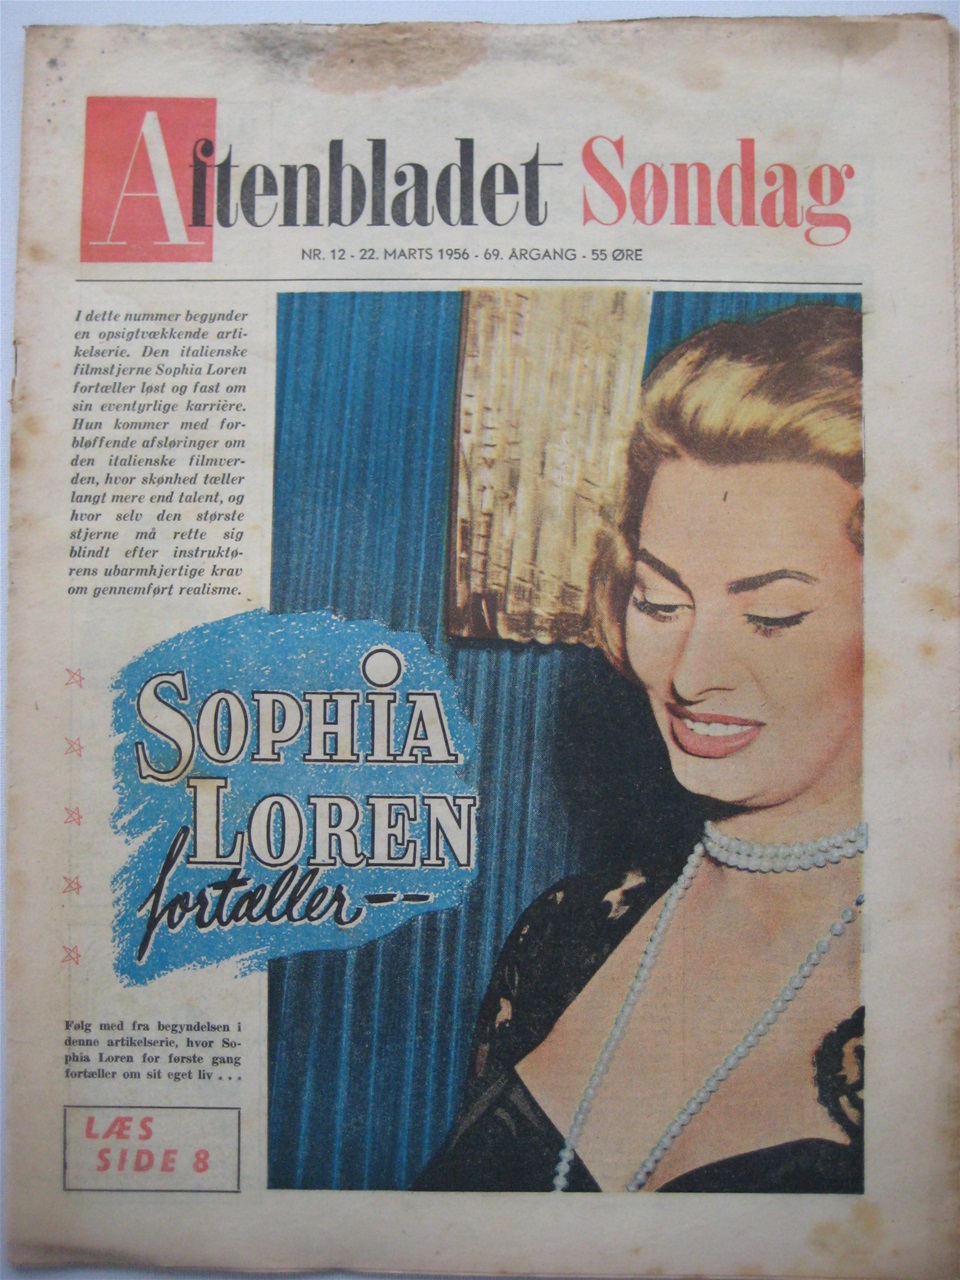 Aftenbladet Søndag
NR. 12 - 22. MARTS 1956 - 69. ÅRGANG - 55 ØRE
I dette nummer begynder
en opsigtvækkende arti-
kelserie. Den italienske
filmstjerne Sophia Loren
fortæller løst og fast om
sin eventyrlige karrière.
Hun kommer med for-
bløffende afsløringer om
den italienske filmver-
den, hvor skønhed tæller
langt mere end talent, og
hvor selv den største
stjerne må rette sig
blindt efter instruktø-
rens ubarmhjertige krav
om gennemført realisme.
SOPHiA
LOREN
fortæller--
Følg med fra begyndelsen i
denne artikelserie, hvor So-
phia Loren for første gang
fortæller om sit eget liv . . .
LÆS
SIDE 8